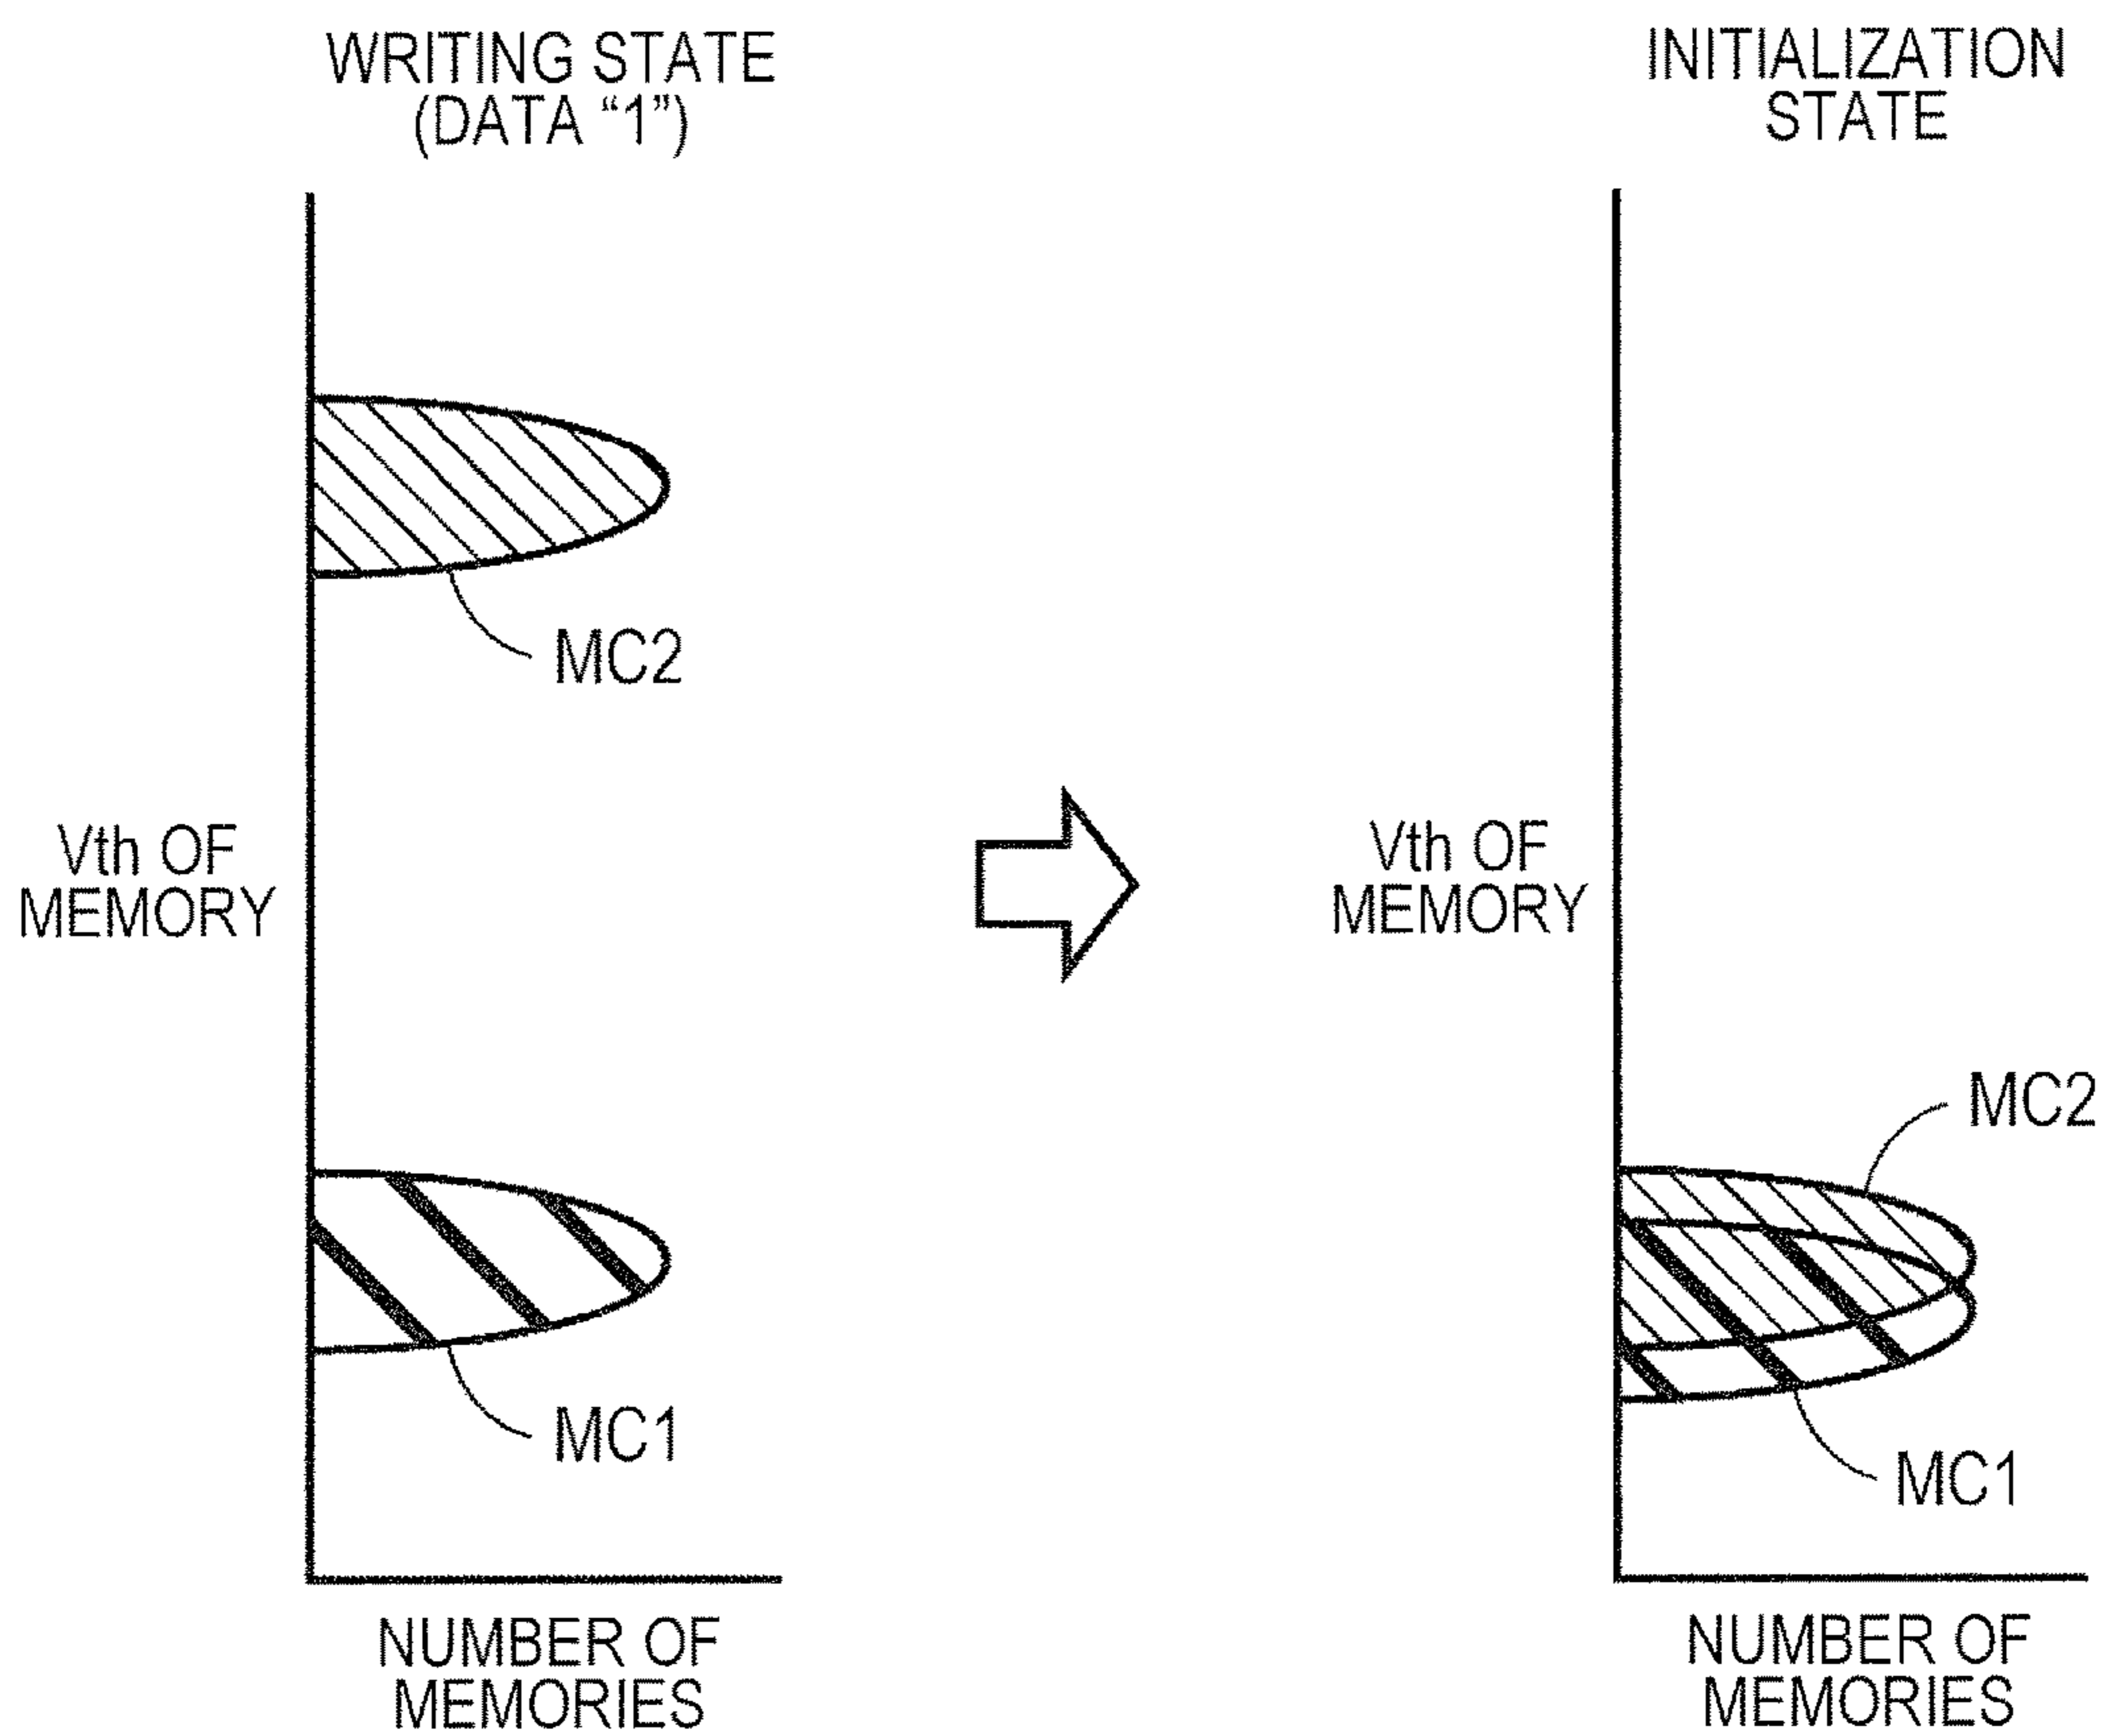 WRITING STATE
(DATA “1”)
MC2
Vth OF
MEMORY
MC1
NUMBER OF
MEMORIES
INITIALIZATION
STATE
Vth OF
MEMORY
MC2
MC1
NUMBER OF
MEMORIES